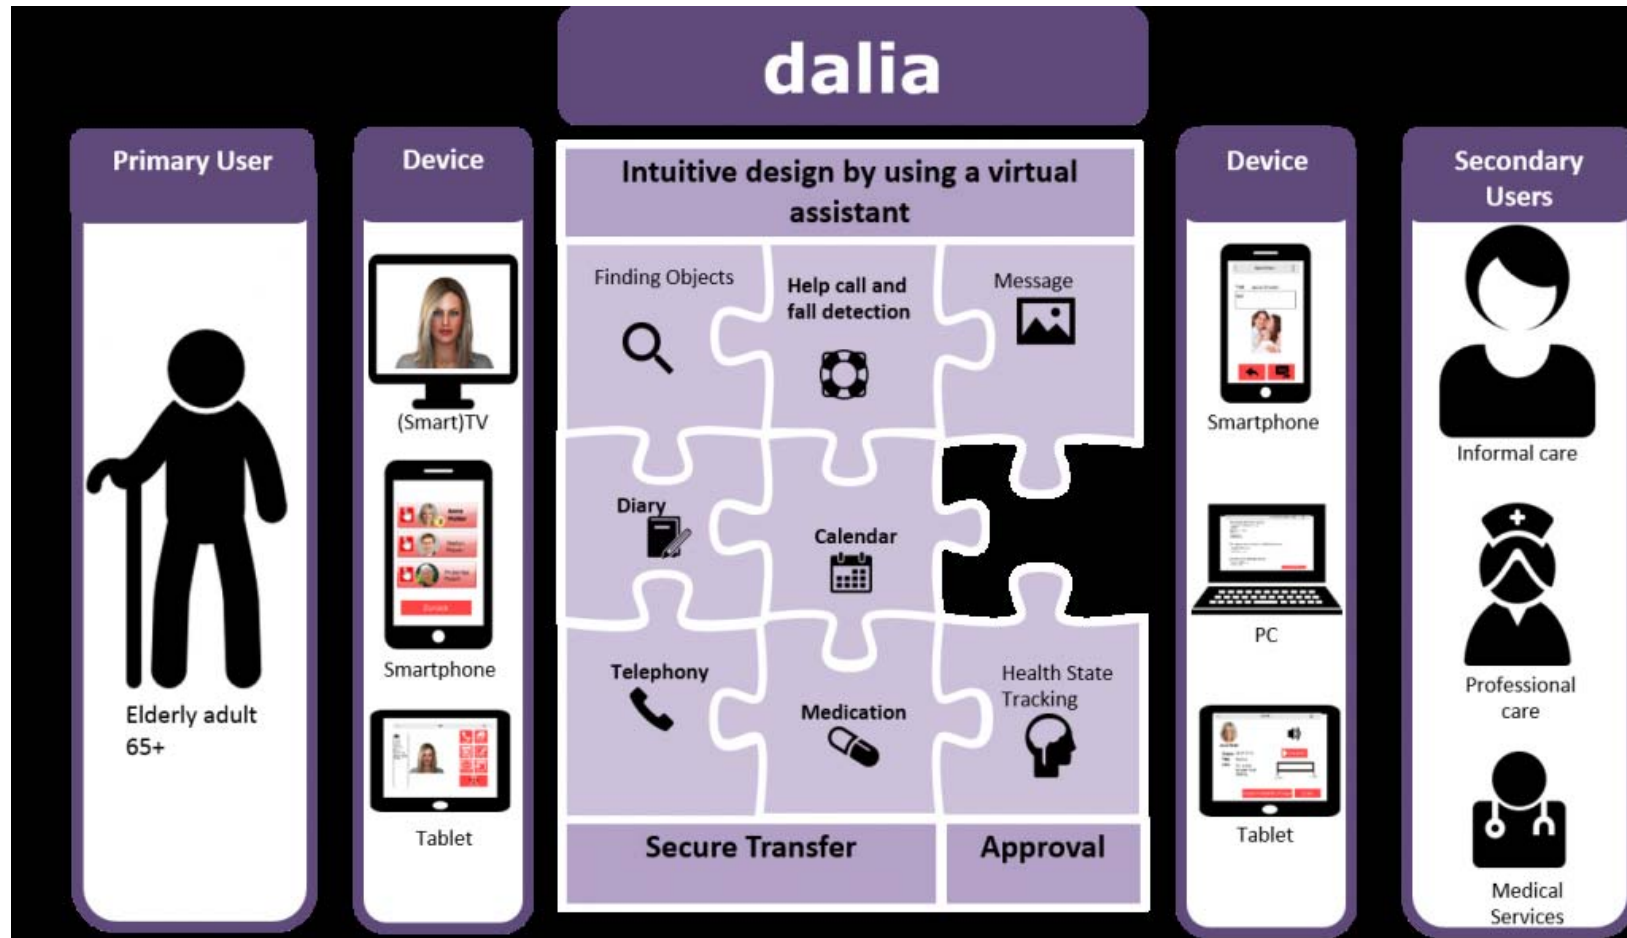 dalia
Primary User
Elderly adult
65+
Device
(Smart)TV
Smartphone
Tablet
Intuitive design by using a virtual
assistant
Finding Objects
Help call and
fall detection
Message
Diary
Calendar
Telephony
Medication
Health State
Tracking
Secure Transfer
Approval
Device
Smartphone
PC
Tablet
Secondary
Users
Informal care
Professional
care
Medical
Services